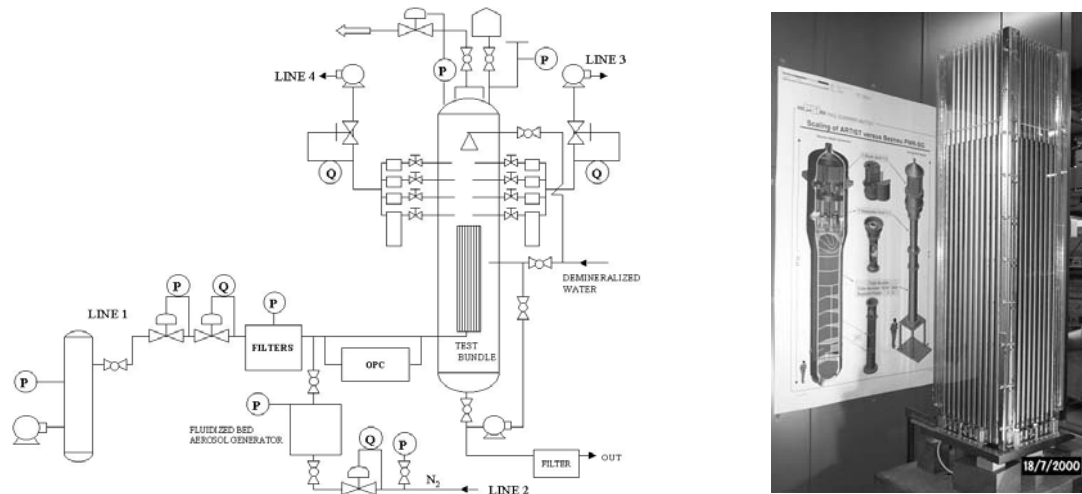 P
P
LINE 4
LINE 3
Q
Q
DEMINERALIZED
WATER
P
Q
P
LINE 1
FILTERS
TEST
BUNDLE
OPC
P
P
FLUIDIZED BED
AEROSOL GENERATOR
Q
P
N2
LINE 2
FILTER
OUT
Scaling of ARTIST versus Beznau PWR-SG
18/7/2000